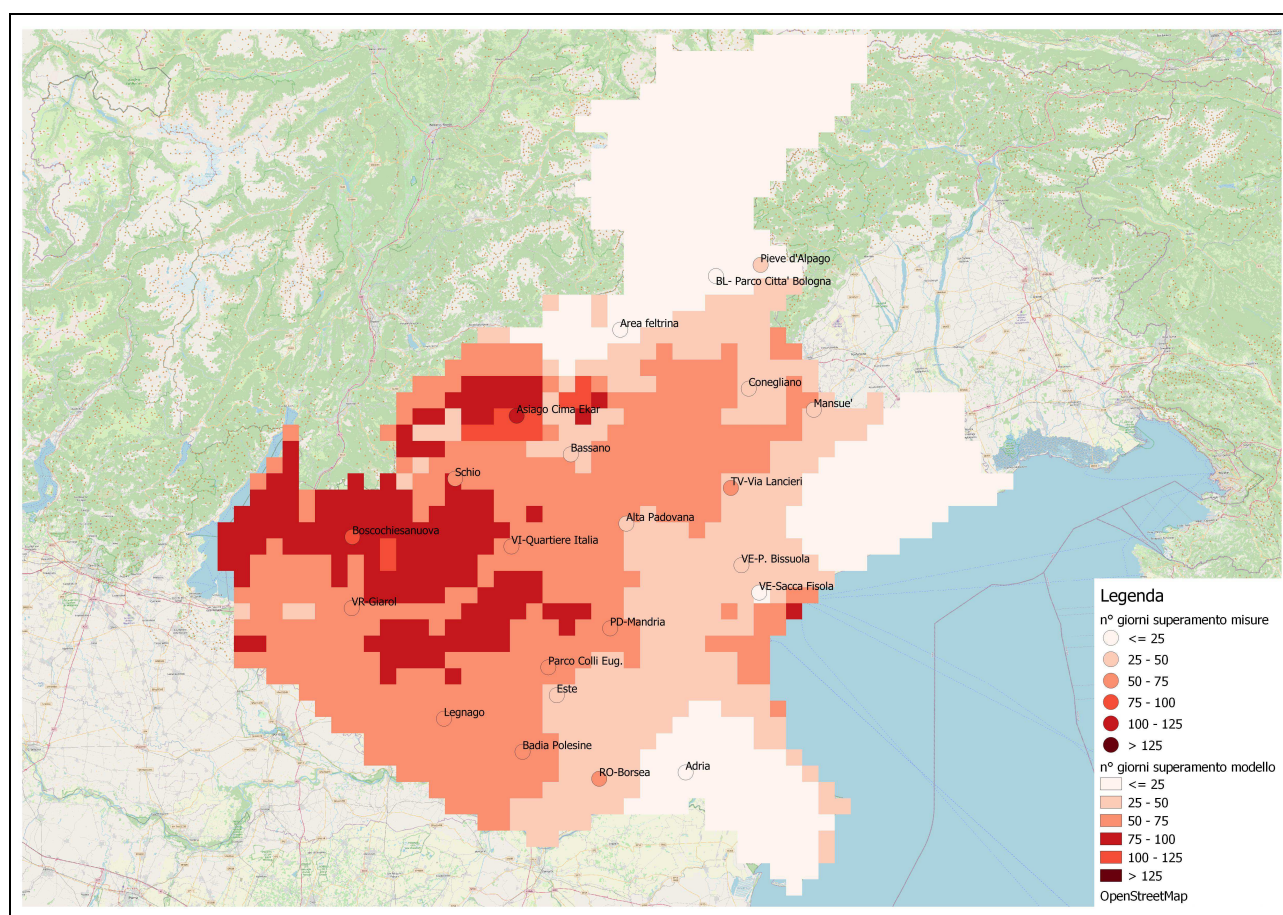 Pieve d'Alpago
BL- Parco Citta' Bologna
Area feltrina
Conegliano
Mansue'
Asiago Cima Ekar
Bassano
Schio
TV-Via Lancieri
Alta Padovana
Boscochiesanuova
VI-Quartiere Italia
VE-P. Bissuola
VE-Sacca Fisola
VR-Giarol
PD-Mandria
Parco Colli Eug.
Este
Legnago
Badia Polesine
RO-Borsea
Adria
Legenda
n° giorni superamento misure
<= 25
25 - 50
50 - 75
75 - 100
100 - 125
> 125
n° giorni superamento modello
<= 25
25 - 50
50 - 75
75 - 100
100 - 125
> 125
OpenStreetMap